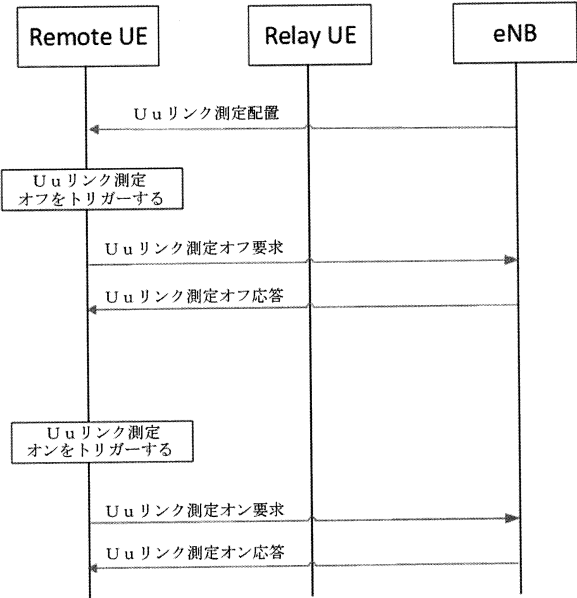 Remote UE
Relay UE
eNB
Ｕｕリンク測定配置
Ｕｕリンク測定
オフをトリガーする
Ｕｕリンク測定オフ要求
Ｕｕリンク測定オフ応答
Ｕｕリンク測定
オンをトリガーする
Ｕｕリンク測定オン要求
Ｕｕリンク測定オン応答